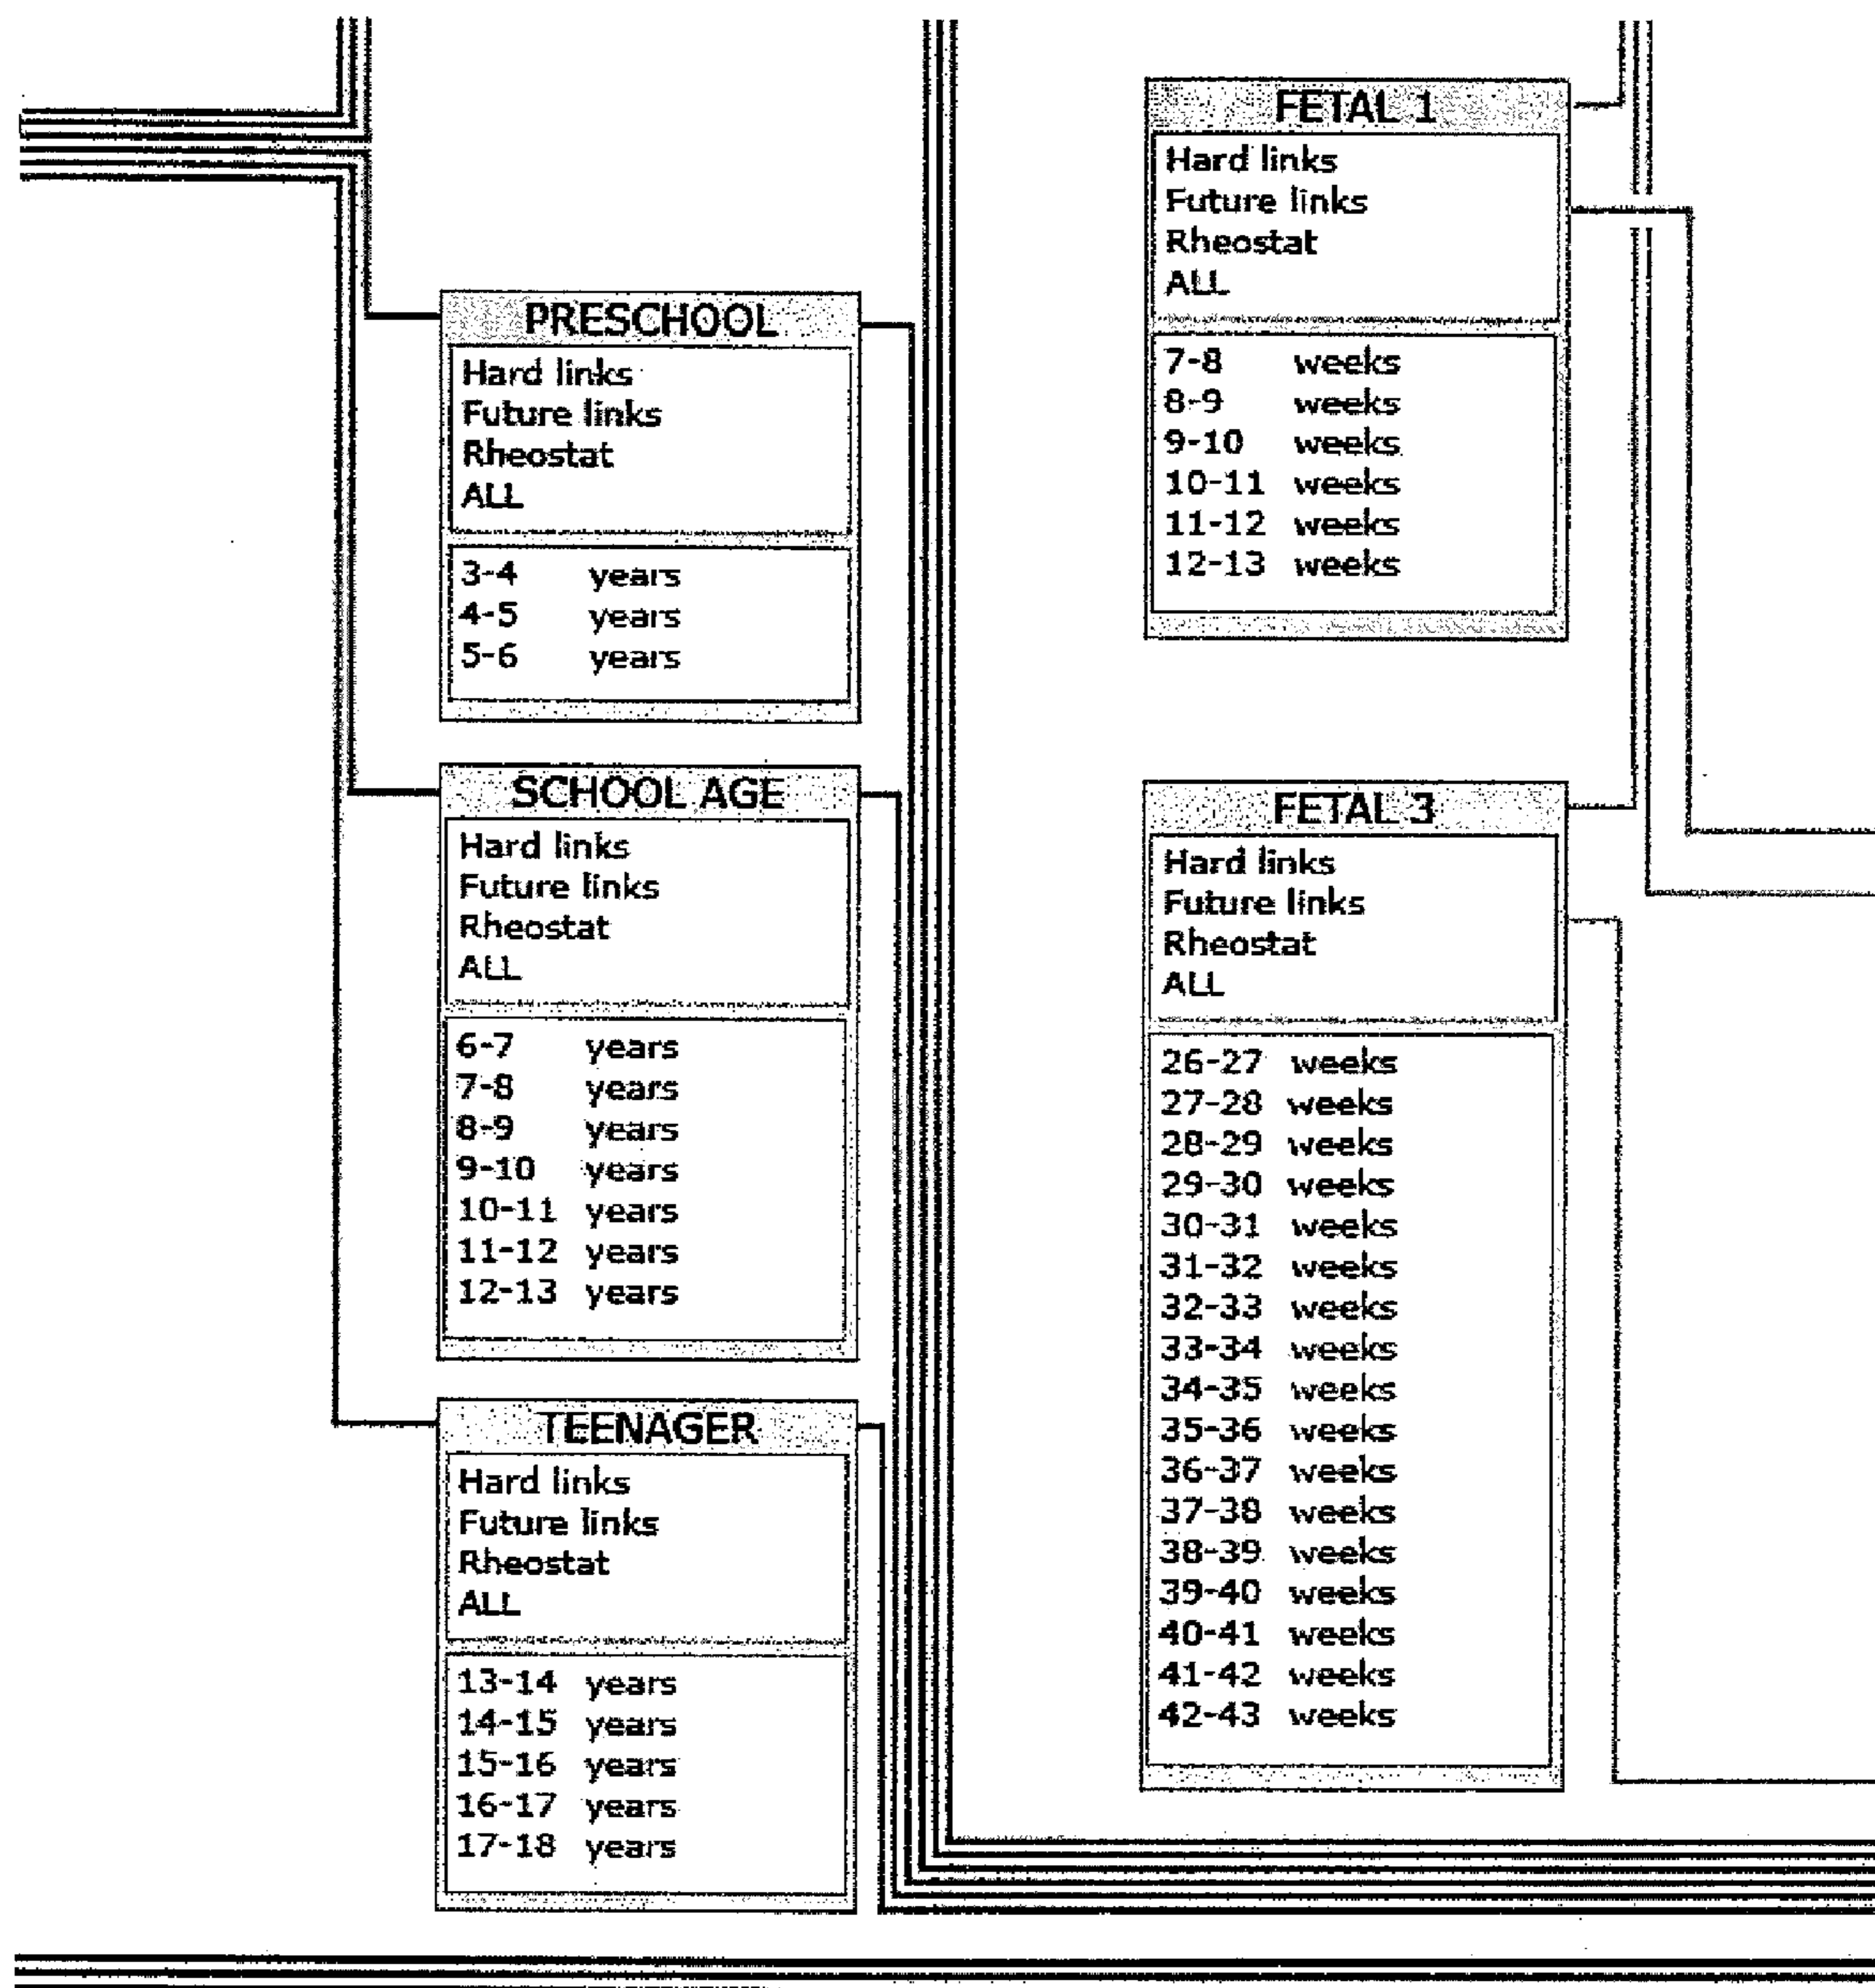 PRESCHOOL
Hard links
Future links
Rheostat
ALL
3-4 years
4-5 years
5-6 years
SCHOOL AGE
Hard links
Future links
Rheostat
ALL
6-7 years
7-8 years
8-9 years
9-10 years
10-11 years
11-12 years
12-13 years
TEENAGER
Hard links
Future links
Rheostat
ALL
13-14 years
14-15 years
15-16 years
16-17 years
17-18 years
FETAL 1
Hard links
Future links
Rheostat
ALL
7-8 weeks
8-9 weeks
9-10 weeks
10-11 weeks
11-12 weeks
12-13 weeks
FETAL 3
Hard links
Future links
Rheostat
ALL
26-27 weeks
27-28 weeks
28-29 weeks
29-30 weeks
30-31 weeks
31-32 weeks
32-33 weeks
33-34 weeks
34-35 weeks
35-36 weeks
36-37 weeks
37-38 weeks
38-39 weeks
39-40 weeks
40-41 weeks
41-42 weeks
42-43 weeks